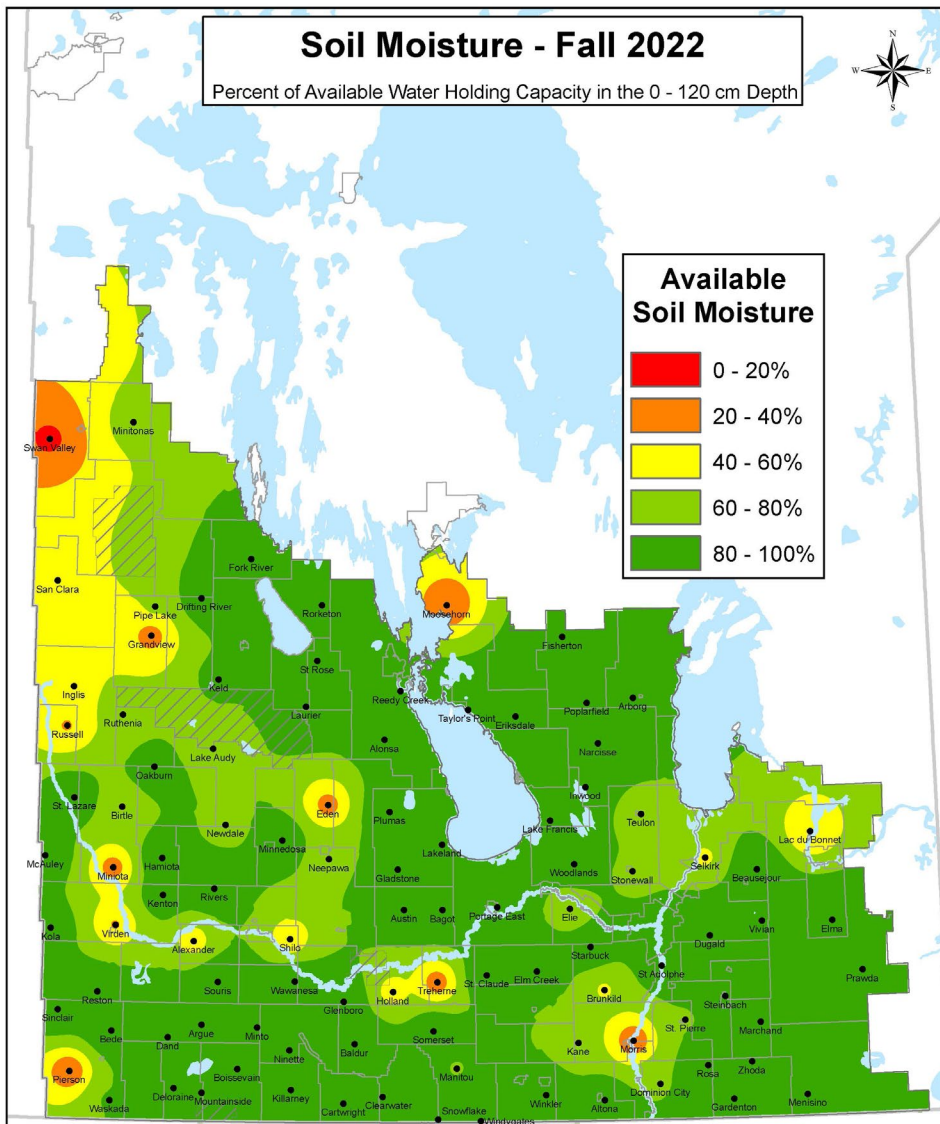 Soil Moisture - Fall 2022
Percent of Available Water Holding Capacity in the 0 - 120 cm Depth
N
W E
S
Available
Soil Moisture
0 - 20%
20 - 40%
40 - 60%
60 - 80%
80 - 100%
Minitonas
Swan Valley
Fork River
San Clara
Drifting River
Pipe Lake
Rorketon
Moosehorn
Grandview
Fisherton
St Rose
Keld
Inglis
Reedy Creek
Arborg
Poplarfield
Laurier
Taylor's Point
Eriksdale
Ruthenia
Russell
Alonsa
Narcisse
Lake Audy
Oakburn
Inwood
St. Lazare
Birtle
Eden
Plumas
Teulon
Lake Francis
Newdale
Lac du Bonnet
Minnedosa
Lakeland
McAuley
Hamiota
Neepawa
Selkirk
Miniota
Gladstone
Woodlands
Stonewall
Beausejour
Rivers
Kenton
Austin
Bagot
Portage East
Elie
Virden
Kola
Vivian
Elma
Alexander
Shilo
Dugald
Starbuck
St Adolphe
Prawda
Elm Creek
St. Claude
Souris
Wawanesa
Treherne
Holland
Brunkild
Reston
Steinbach
Glenboro
Sinclair
St. Pierre
Marchand
Argue
Minto
Bede
Dand
Somerset
Baldur
Kane
Morris
Ninette
Zhoda
Rosa
Pierson
Boissevain
Manitou
Dominion City
Deloraine
Mountainside
Killarney
Waskada
Cartwright
Clearwater
Winkler
Altona
Gardenton
Menisino
Snowflake
Windygates